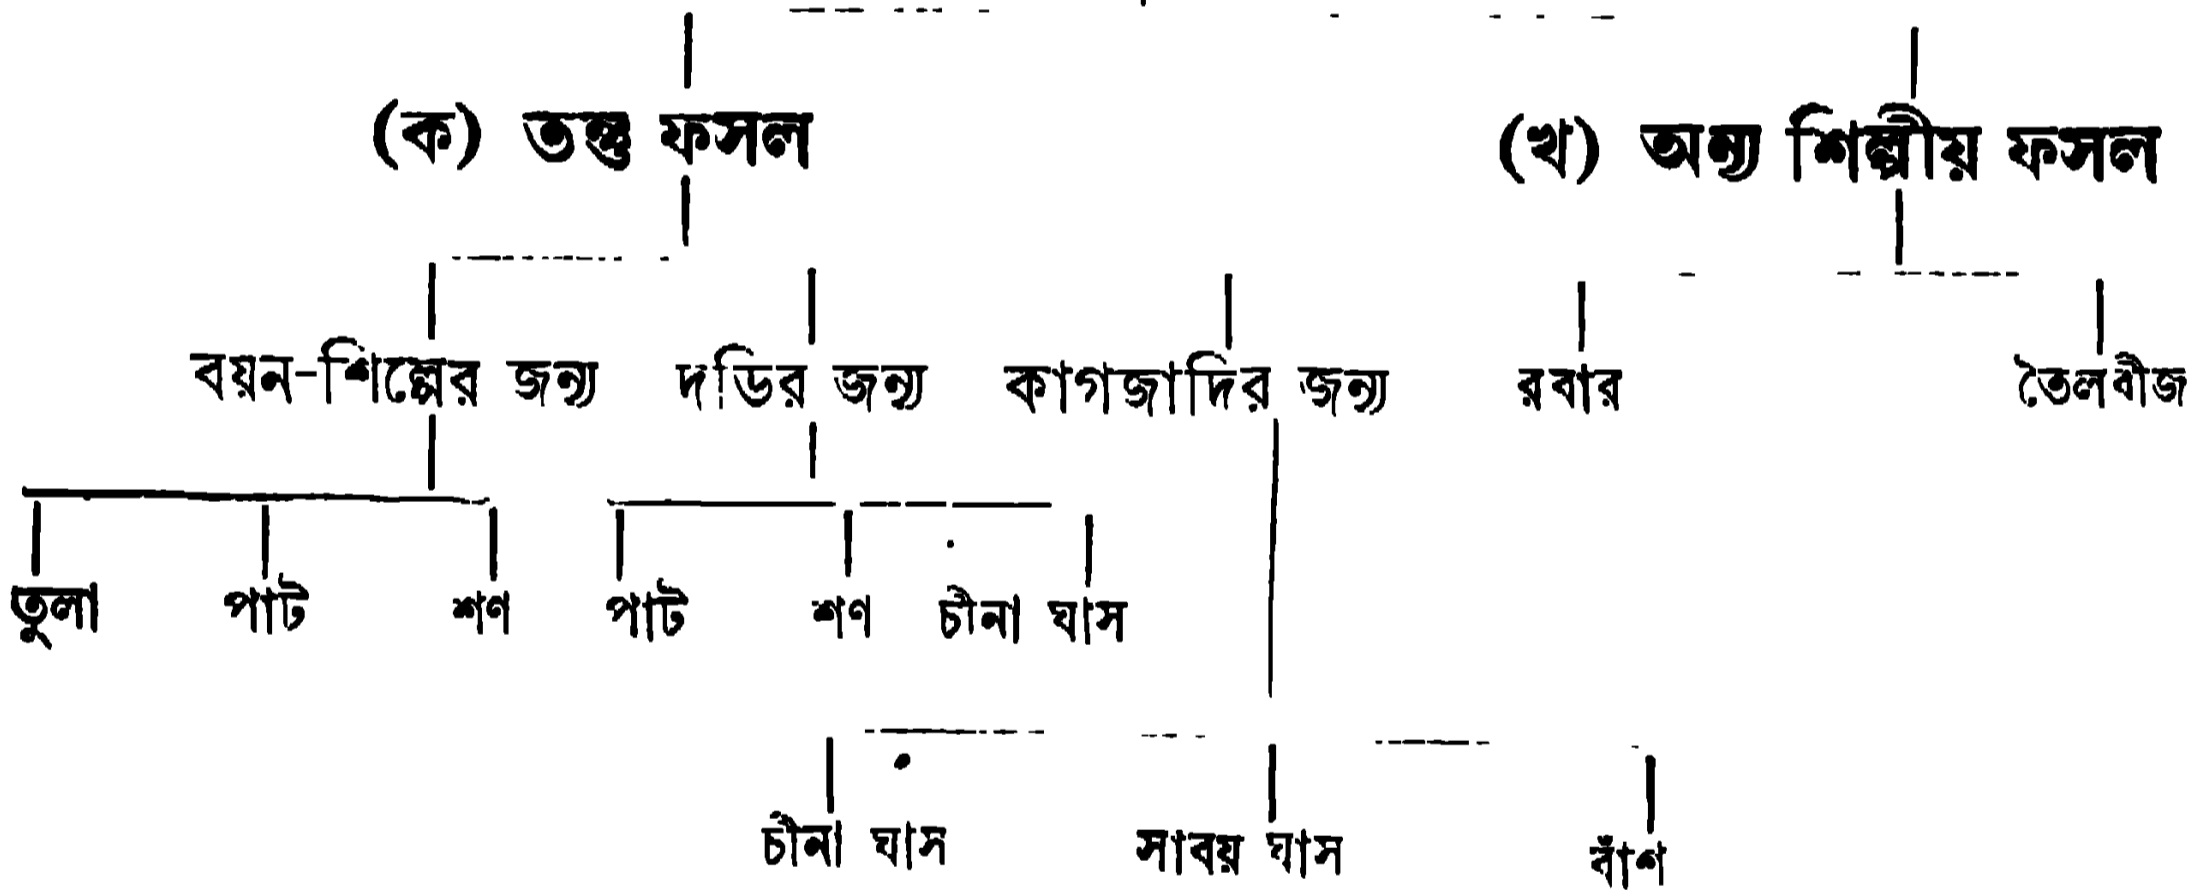 (ক) তন্তু ফসল (খ) অন্য শিল্পীয় ফসল
বয়ন-শিল্পের জন্য দড়ির জন্য কাগজাদির জন্য রবার তৈলবীজ
তুলা পাট শণ পাট শণ চীনা ঘাস
চীনা ঘাস সাবয় ঘাস বাঁশ